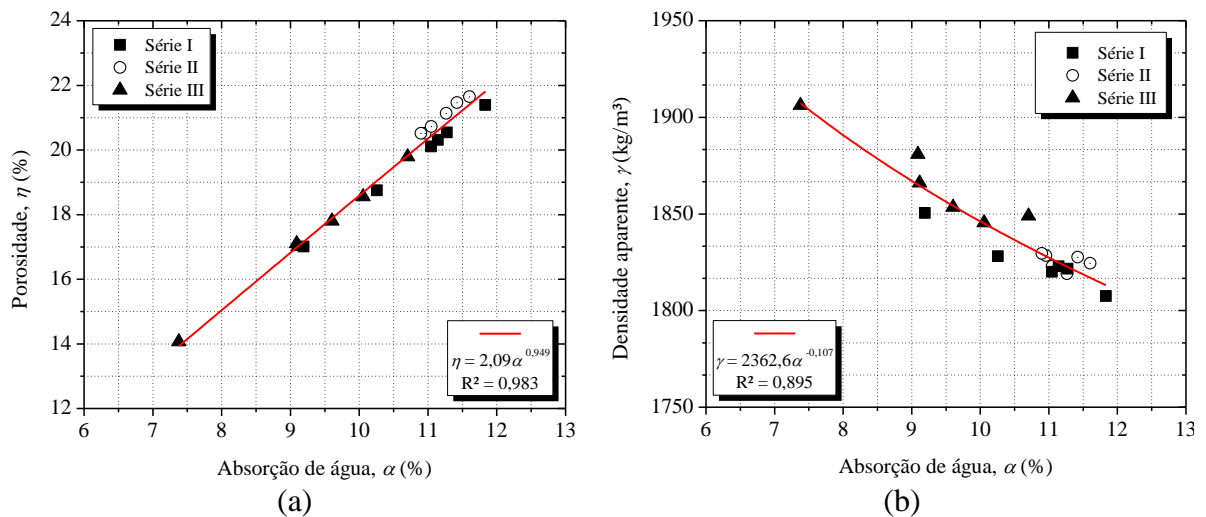 24
22
20
18
16
14
12
Porosidade, η (%)
Série I
Série II
Série III
η = 2,09α^0,949
R² = 0,983
6 7 8 9 10 11 12 13
Absorção de água, α (%)
(a)
1950
1900
1850
1800
1750
Densidade aparente, γ (kg/m³)
Série I
Série II
Série III
γ = 2362,6α^-0,107
R² = 0,895
6 7 8 9 10 11 12 13
Absorção de água, α (%)
(b)